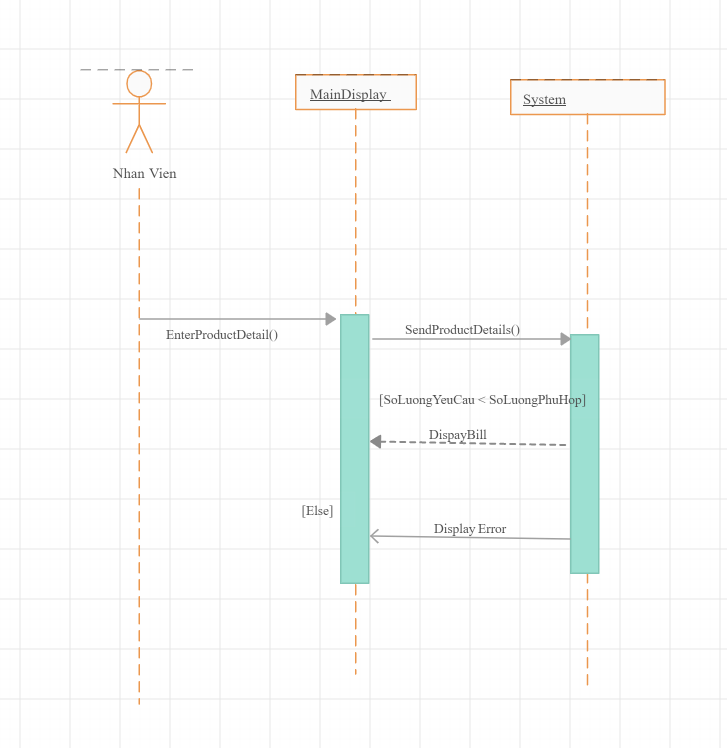 MainDisplay
System
Nhan Vien
EnterProductDetail()
SendProductDetails()
[SoLuongYeuCau < SoLuongPhuHop]
DispayBill
[Else]
Display Error